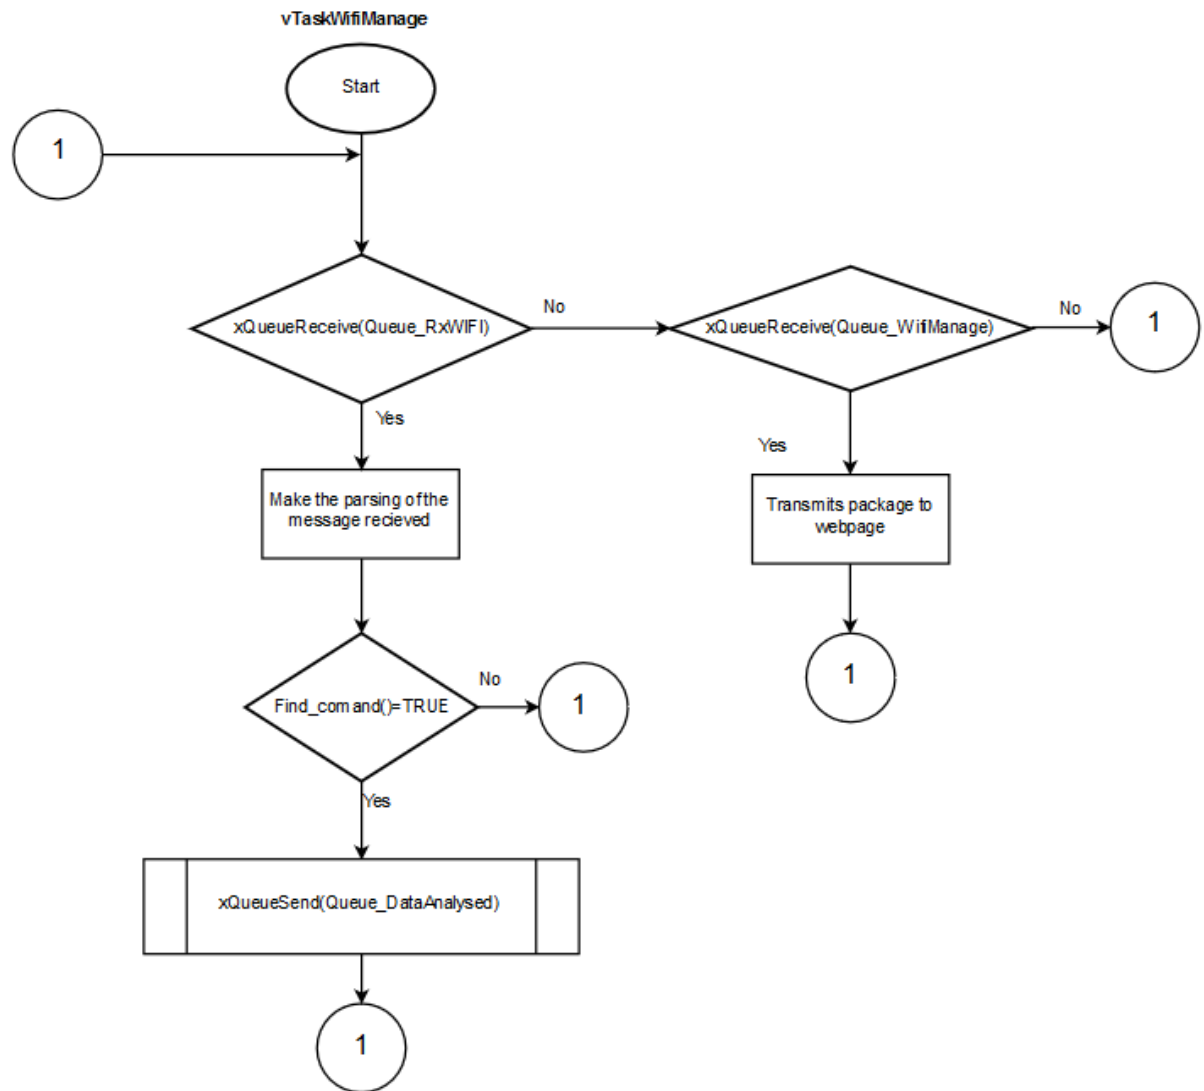 vTaskWifiManage
Start
1
xQueueReceive(Queue_RxWIFI)
No
xQueueReceive(Queue_WifiManage)
No
1
Yes
Yes
Make the parsing of the
message recieved
Transmits package to
webpage
Find_comand()=TRUE
No
1
1
Yes
xQueueSend(Queue_DataAnalysed)
1